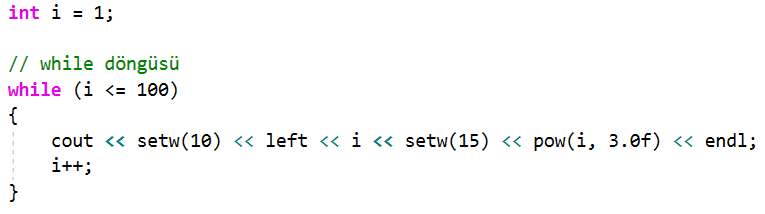 int i = 1;
// while döngüsü
while (i <= 100)
{
cout << setw(10) << left << i << setw(15) << pow(i, 3.0f) << endl;
i++;
}